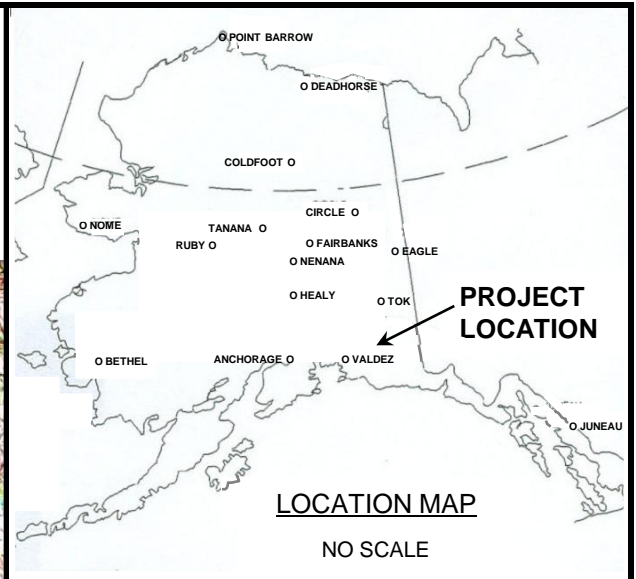 O POINT BARROW
O DEADHORSE
COLDFOOT O
CIRCLE O
O NOME
TANANA O
RUBY O
O FAIRBANKS
O EAGLE
O NENANA
O HEALY
O TOK
PROJECT
LOCATION
O BETHEL
ANCHORAGE O
O VALDEZ
O JUNEAU
LOCATION MAP
NO SCALE